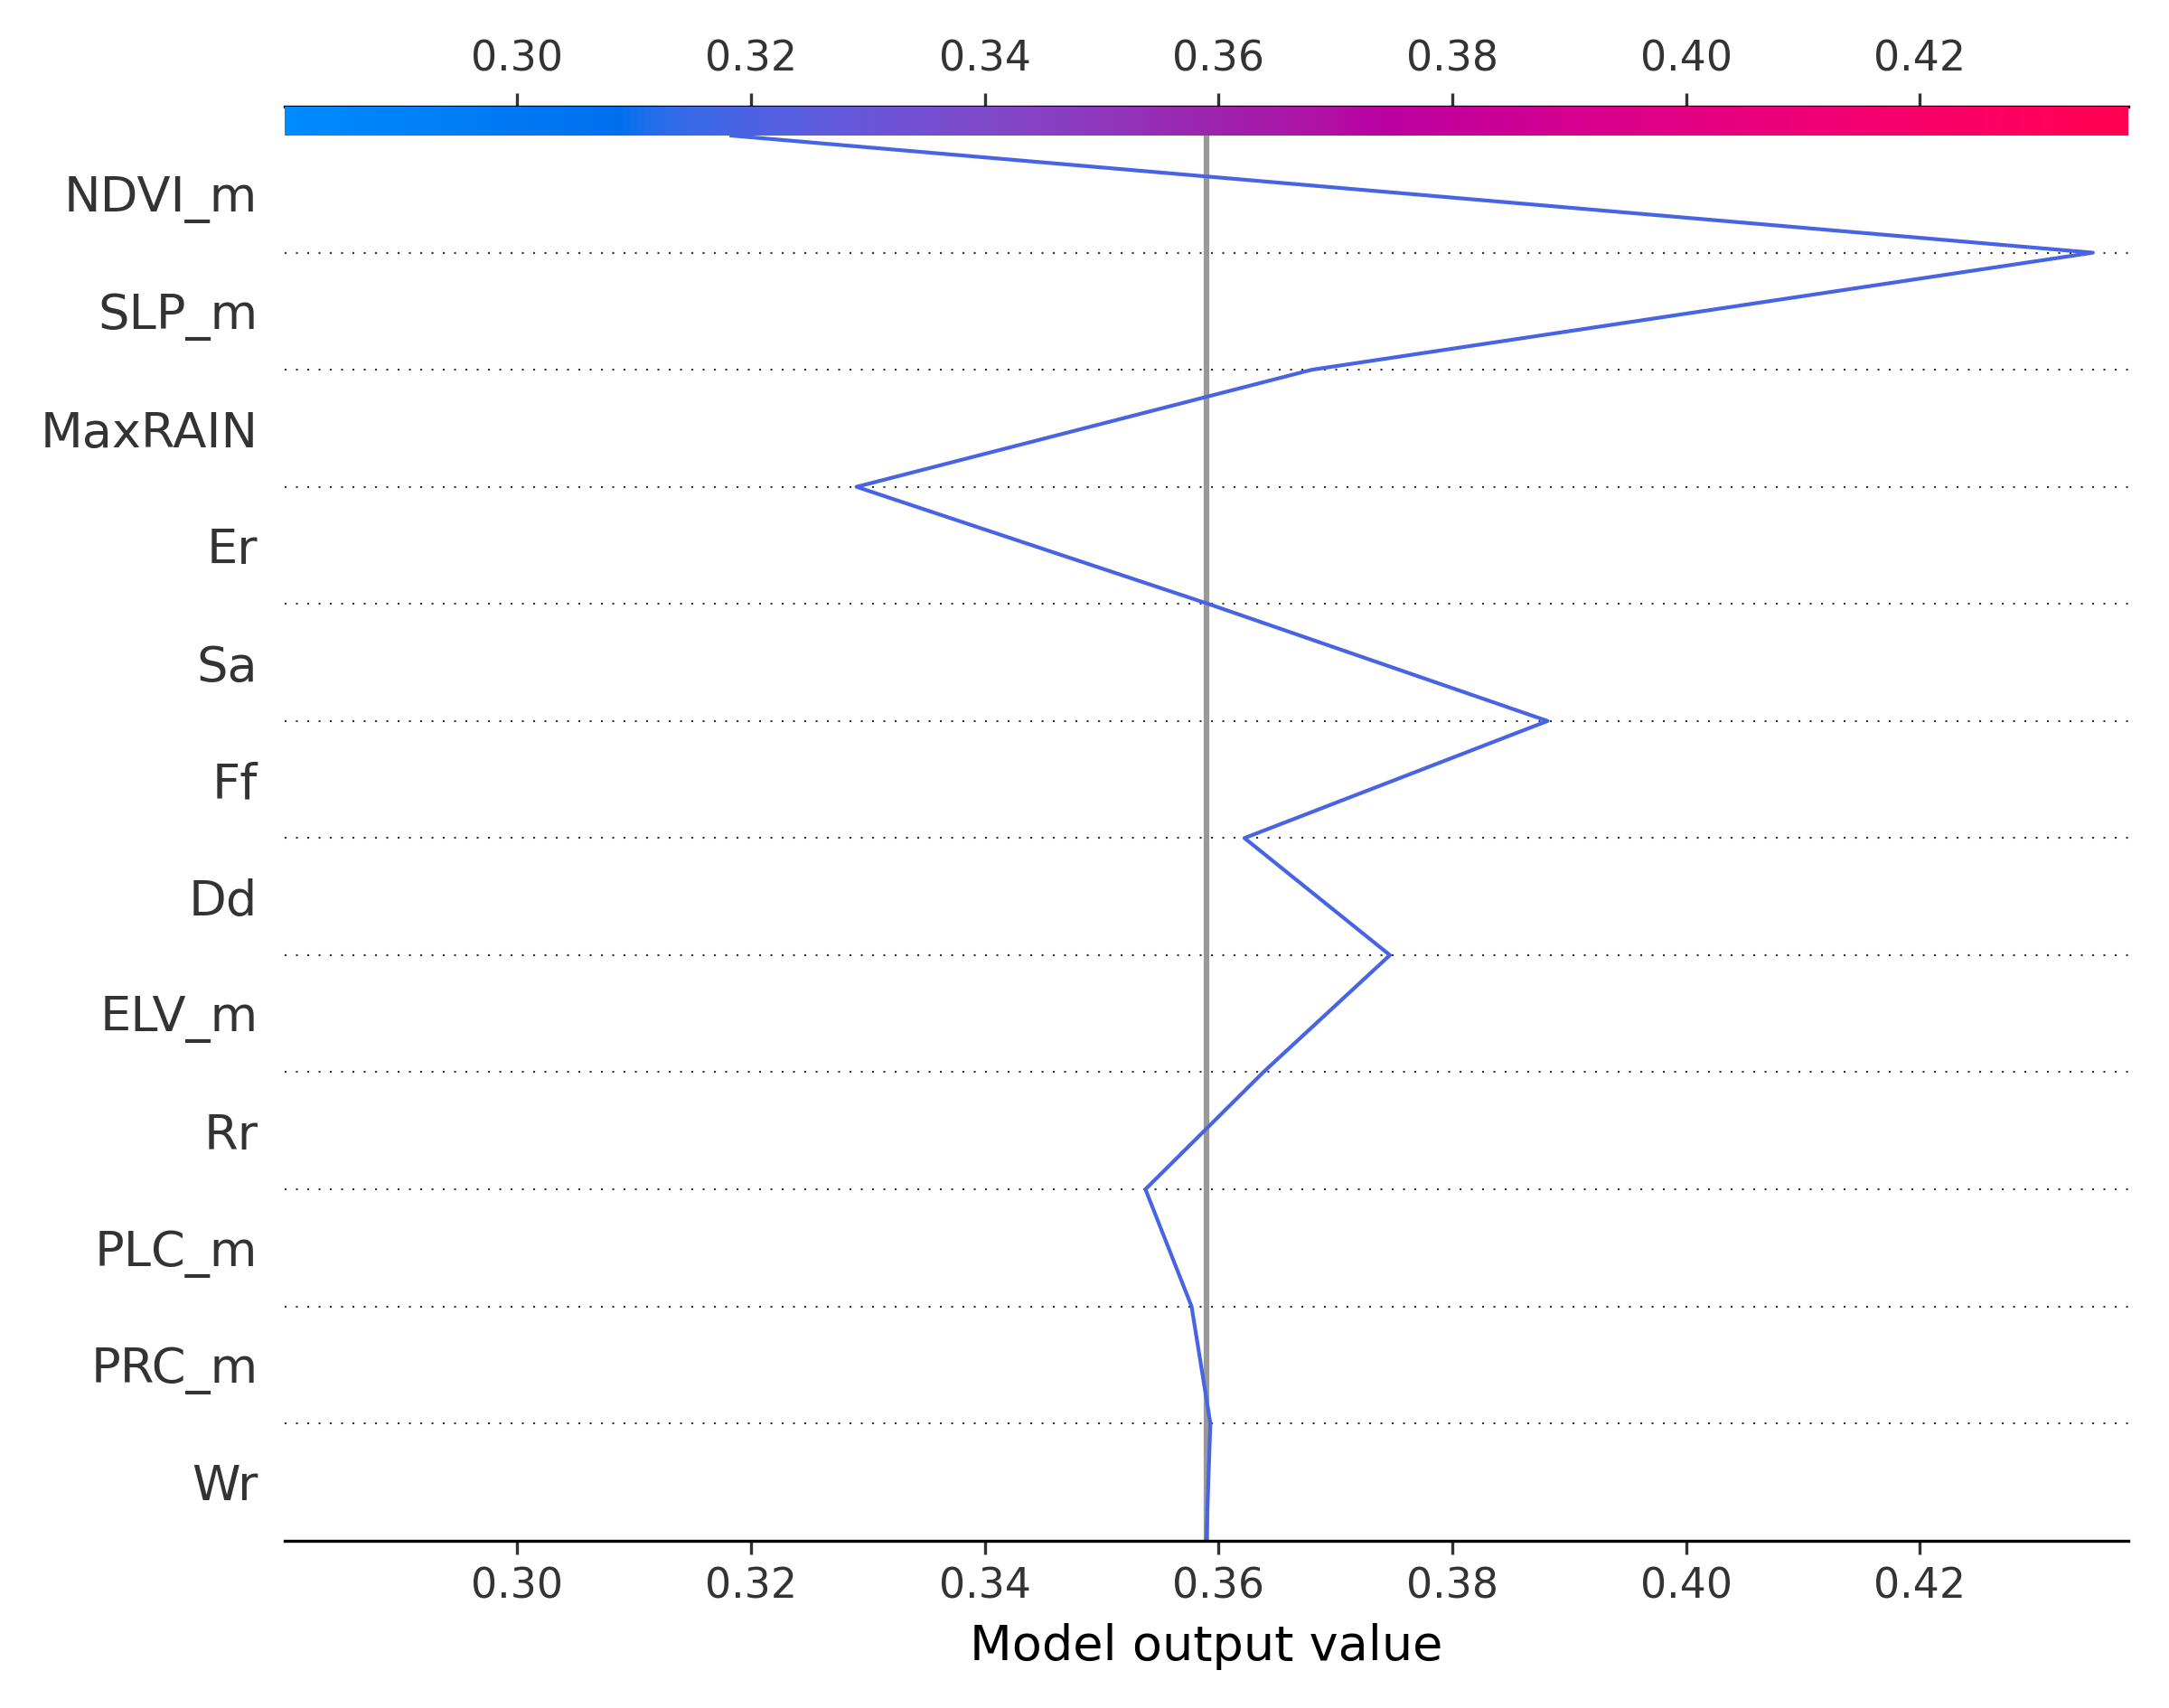 0.30 0.32 0.34 0.36 0.38 0.40 0.42
NDVI_m
SLP_m
MaxRAIN
Er
Sa
Ff
Dd
ELV_m
Rr
PLC_m
PRC_m
Wr
0.30 0.32 0.34 0.36 0.38 0.40 0.42
Model output value